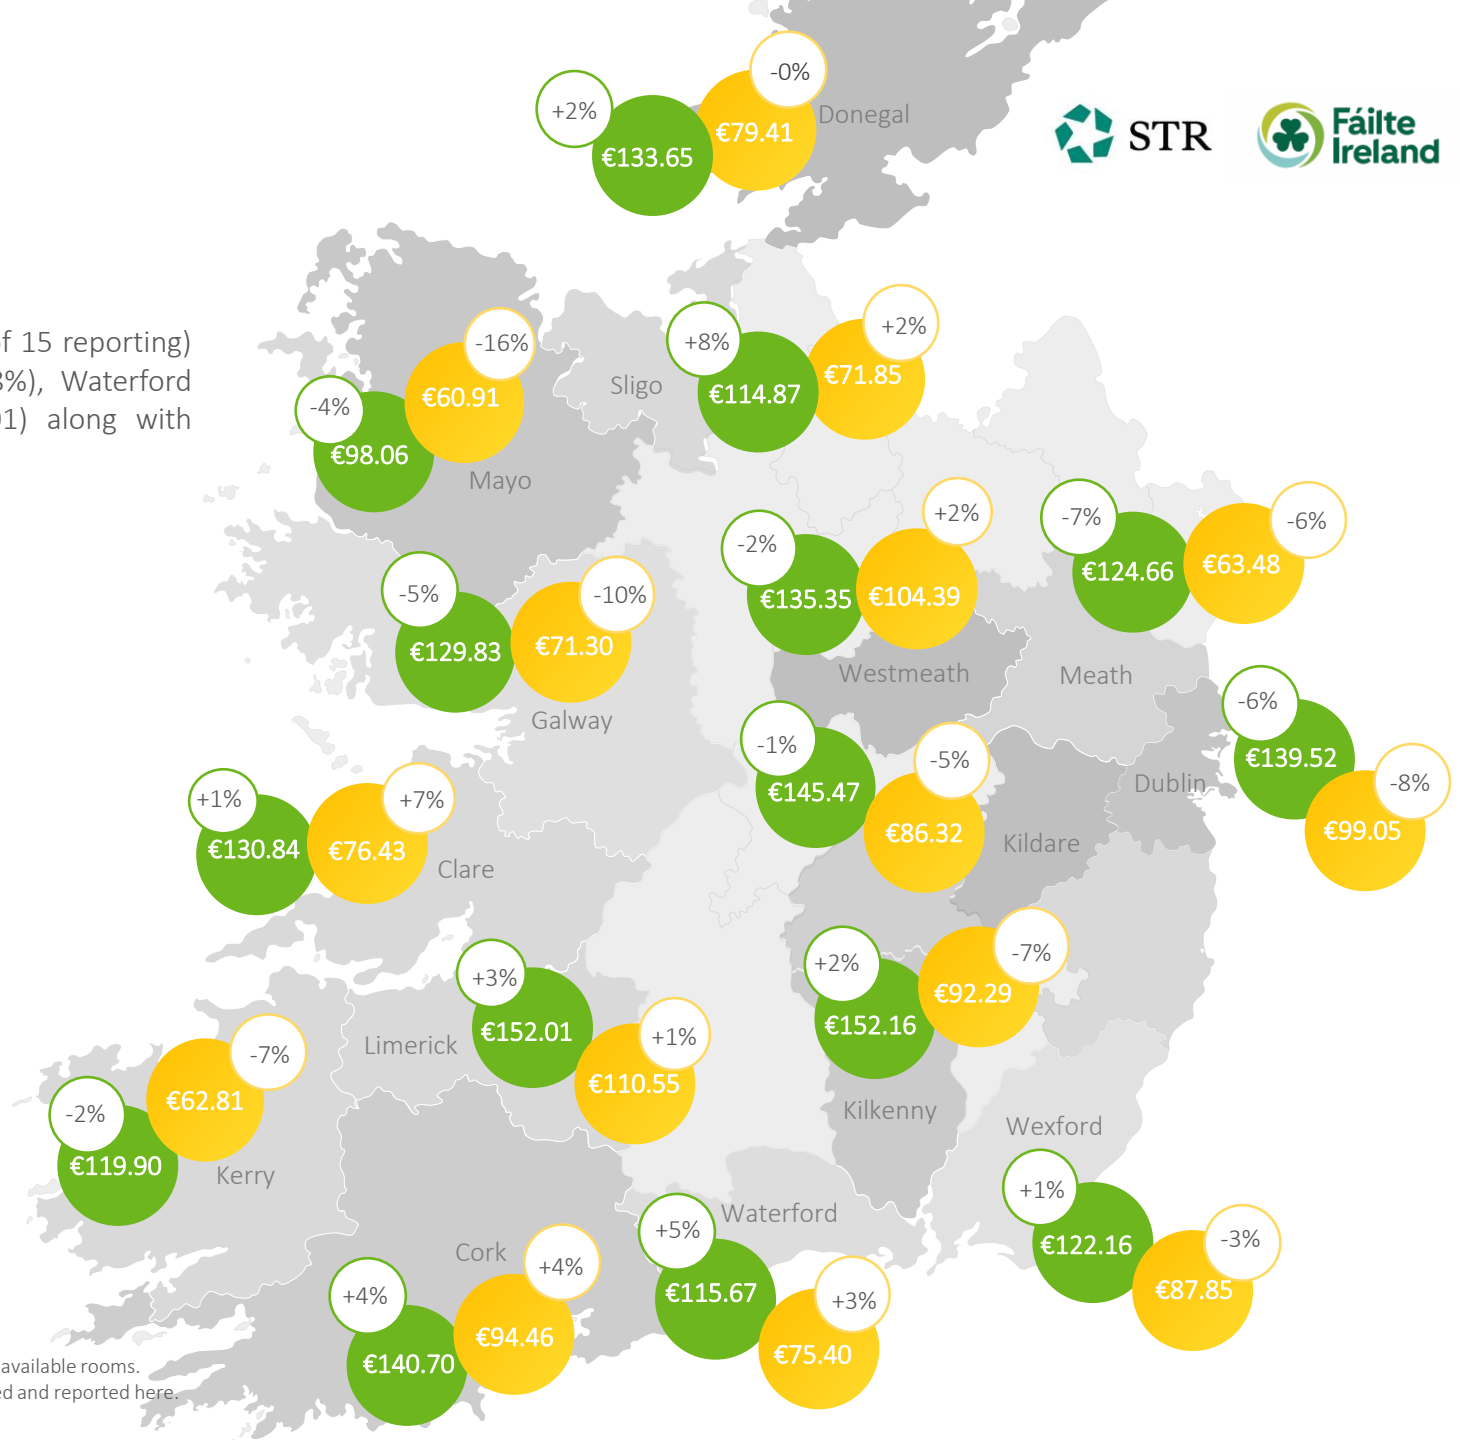 -0%
+2%
€79.41
Donegal
€133.65
STR
Fáilte
Ireland
f 15 reporting)
%), Waterford
1) along with
-16%
€60.91
-4%
€98.06
Mayo
Sligo
+8%
€114.87
+2%
€71.85
-5%
€129.83
-10%
€71.30
Galway
-2%
€135.35
+2%
€104.39
Westmeath
-7%
€124.66
-6%
€63.48
Meath
-6%
€139.52
Dublin
-8%
€99.05
-1%
€145.47
-5%
€86.32
Kildare
+1%
€130.84
+7%
€76.43
Clare
+3%
€152.01
Limerick
+1%
€110.55
+2%
€152.16
-7%
€92.29
Kilkenny
-7%
€62.81
-2%
€119.90
Kerry
Wexford
+1%
€122.16
-3%
€87.85
Cork
+4%
€94.46
+4%
€140.70
+5%
Waterford
€115.67
+3%
€75.40
available rooms.
ed and reported here.